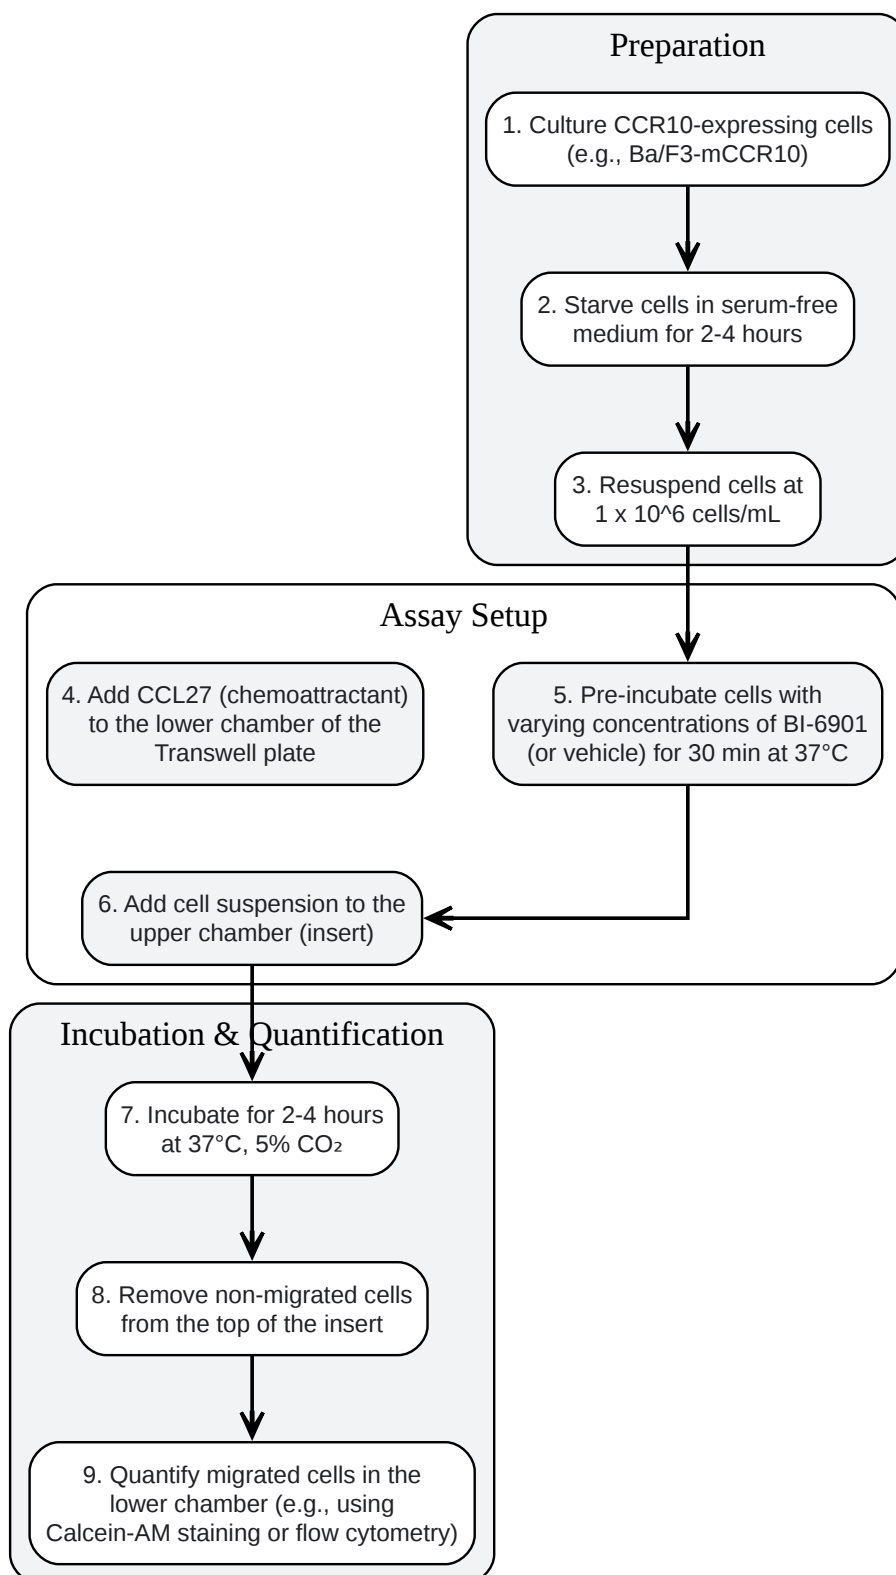 Preparation
1. Culture CCR10-expressing cells
(e.g., Ba/F3-mCCR10)
2. Starve cells in serum-free
medium for 2-4 hours
3. Resuspend cells at
1 x 10^6 cells/mL
Assay Setup
4. Add CCL27 (chemoattractant)
to the lower chamber of the
Transwell plate
5. Pre-incubate cells with
varying concentrations of BI-6901
(or vehicle) for 30 min at 37°C
6. Add cell suspension to the
upper chamber (insert)
Incubation & Quantification
7. Incubate for 2-4 hours
at 37°C, 5% CO₂
8. Remove non-migrated cells
from the top of the insert
9. Quantify migrated cells in the
lower chamber (e.g., using
Calcein-AM staining or flow cytometry)